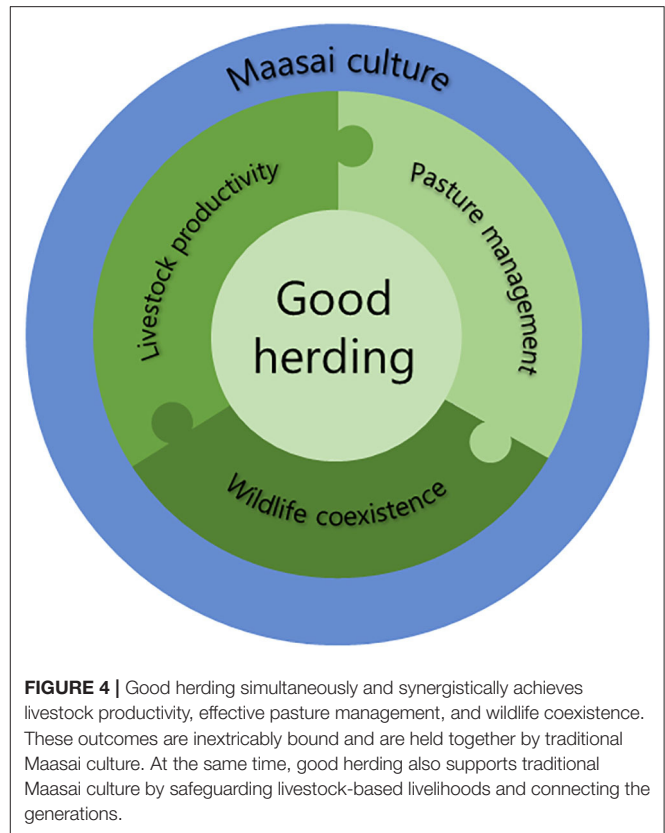 Maasai culture
Livestock productivity
Pasture management
Good
herding
Wildlife coexistence
FIGURE 4 | Good herding simultaneously and synergistically achieves
livestock productivity, effective pasture management, and wildlife coexistence.
These outcomes are inextricably bound and are held together by traditional
Maasai culture. At the same time, good herding also supports traditional
Maasai culture by safeguarding livestock-based livelihoods and connecting the
generations.